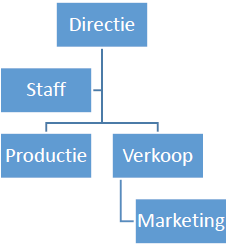 Directie
Staff
Productie
Verkoop
Marketing